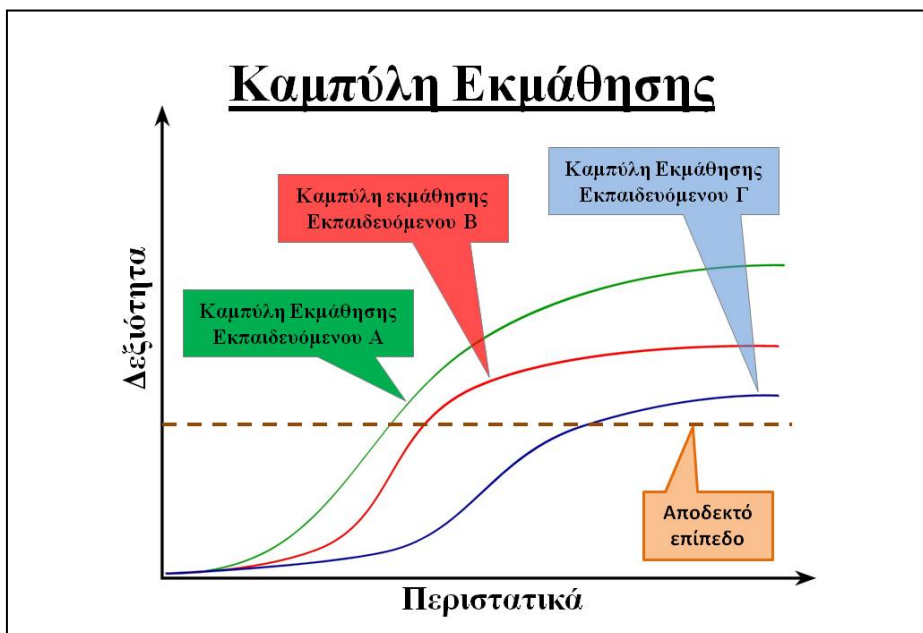 Καμπύλη Εκμάθησης
Καμπύλη Εκμάθησης
Εκπαιδευόμενου Γ
Καμπύλη εκμάθησης
Εκπαιδευόμενου Β
Καμπύλη Εκμάθησης
Εκπαιδευόμενου Α
Δεξιότητα
Αποδεκτό
επίπεδο
Περιστατικά